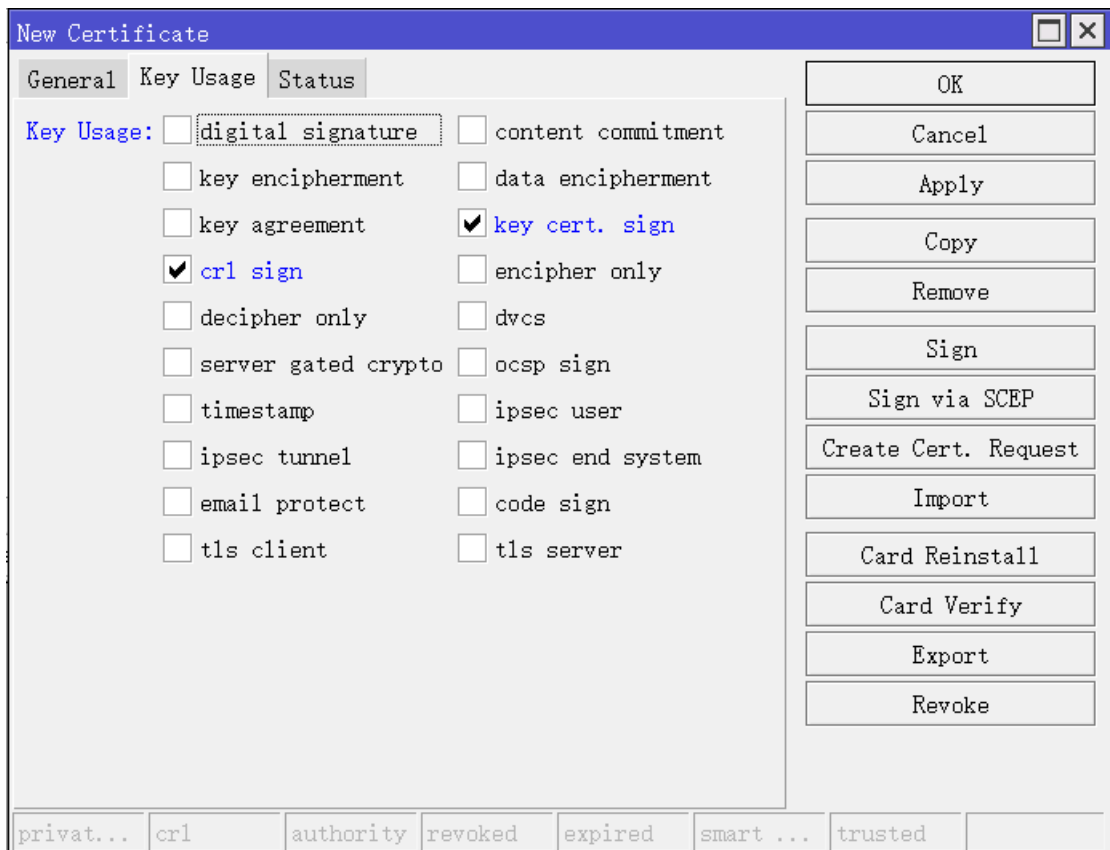 New Certificate
General Key Usage Status
Key Usage: digital signature content commitment
key encipherment data encipherment
key agreement key cert. sign
crl sign encipher only
decipher only dvcs
server gated crypto ocsp sign
timestamp ipsec user
ipsec tunnel ipsec end system
email protect code sign
tls client tls server
OK
Cancel
Apply
Copy
Remove
Sign
Sign via SCEP
Create Cert. Request
Import
Card Reinstall
Card Verify
Export
Revoke
privat... crl authority revoked expired smart ... trusted